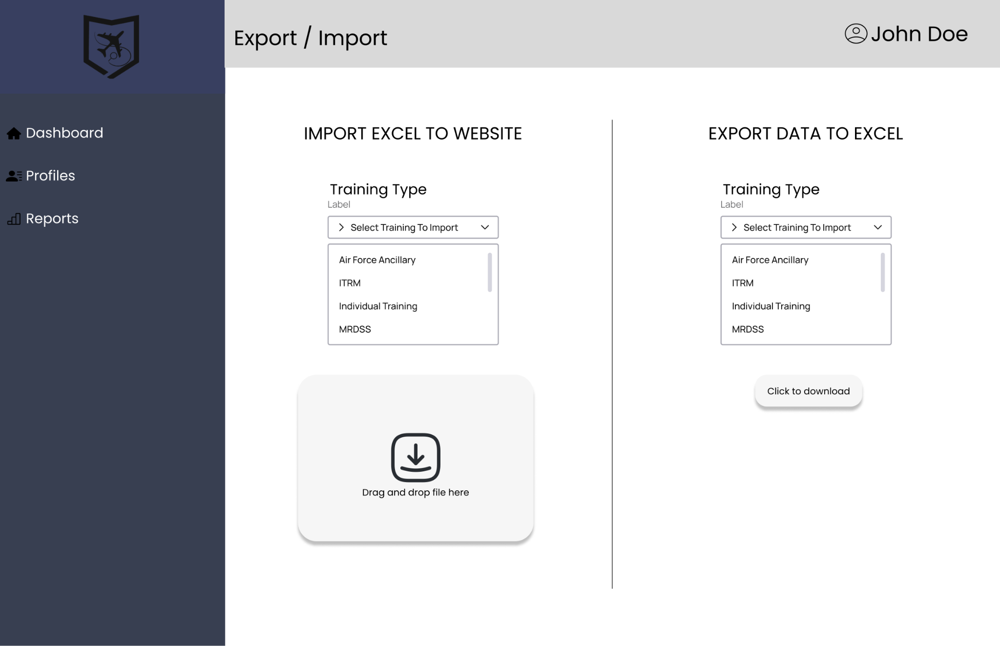 Export / Import
John Doe
Dashboard
Profiles
Reports
IMPORT EXCEL TO WEBSITE
Training Type
Label
Select Training To Import
Air Force Ancillary
ITRM
Individual Training
MRDSS
Drag and drop file here
EXPORT DATA TO EXCEL
Training Type
Label
Select Training To Import
Air Force Ancillary
ITRM
Individual Training
MRDSS
Click to download